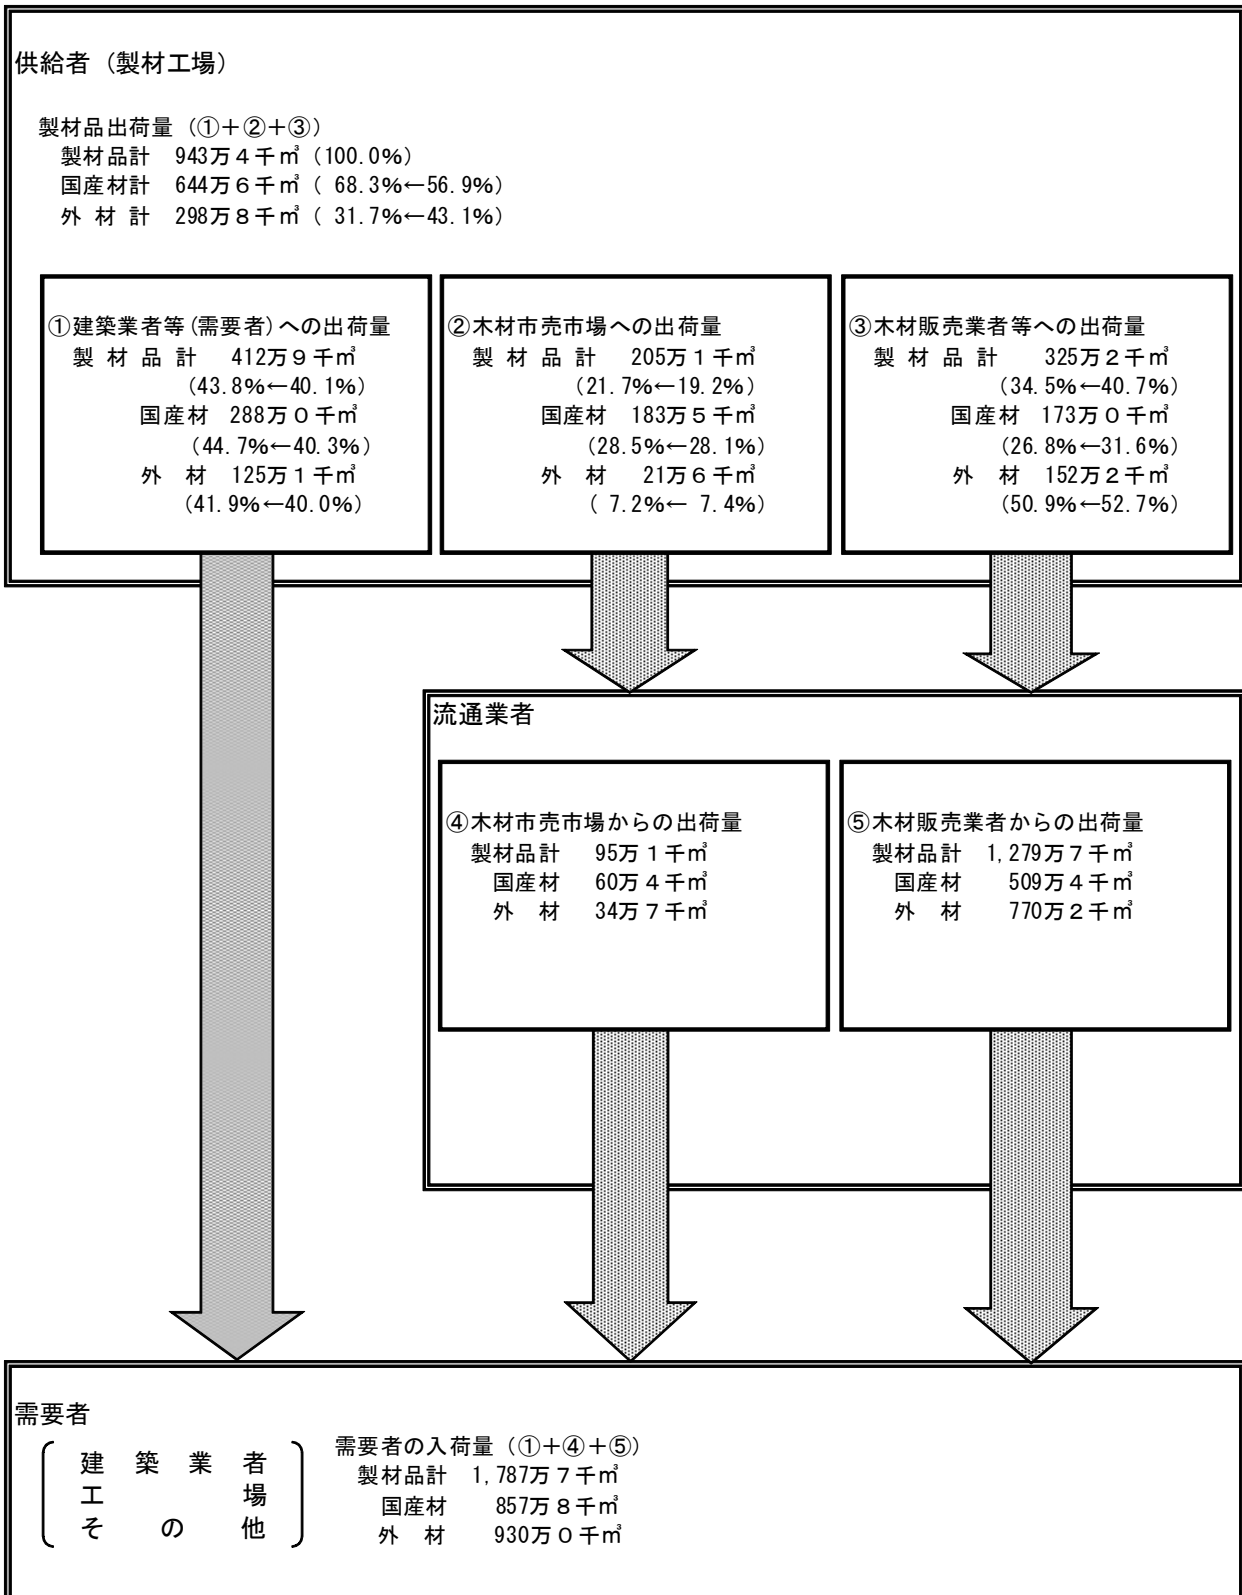 供給者（製材工場）
製材品出荷量（①＋②＋③）
製材品計　943万４千㎥（100.0%）
国産材計　644万６千㎥（ 68.3%←56.9%）
外 材 計　298万８千㎥（ 31.7%←43.1%）
①建築業者等(需要者)への出荷量
製 材 品 計　412万９千㎥
(43.8%←40.1%)
国産材 288万０千㎥
(44.7%←40.3%)
外　材 125万１千㎥
(41.9%←40.0%)
②木材市売市場への出荷量
製 材 品 計　205万１千㎥
(21.7%←19.2%)
国産材 183万５千㎥
(28.5%←28.1%)
外　材　21万６千㎥
( 7.2%← 7.4%)
③木材販売業者等への出荷量
製 材 品 計　325万２千㎥
(34.5%←40.7%)
国産材 173万０千㎥
(26.8%←31.6%)
外　材 152万２千㎥
(50.9%←52.7%)
流通業者
④木材市売市場からの出荷量
製材品計　95万１千㎥
国産材　60万４千㎥
外　材　34万７千㎥
⑤木材販売業者からの出荷量
製材品計　1,279万７千㎥
国産材　509万４千㎥
外　材　770万２千㎥
需要者
建　築　業　者
工　　　　　場
そ　　の　　他
需要者の入荷量（①＋④＋⑤）
製材品計　1,787万７千㎥
国産材　857万８千㎥
外　材　930万０千㎥